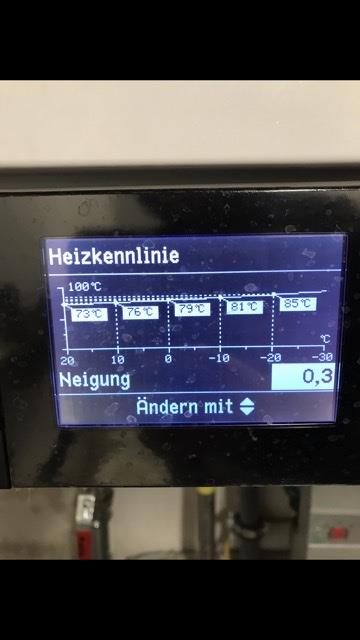 Heizkennlinie
100℃
73℃ 76℃ 79℃ 81℃ 85℃
℃
20 10 0 -10 -20 -30
Neigung 0,3
Ändern mit